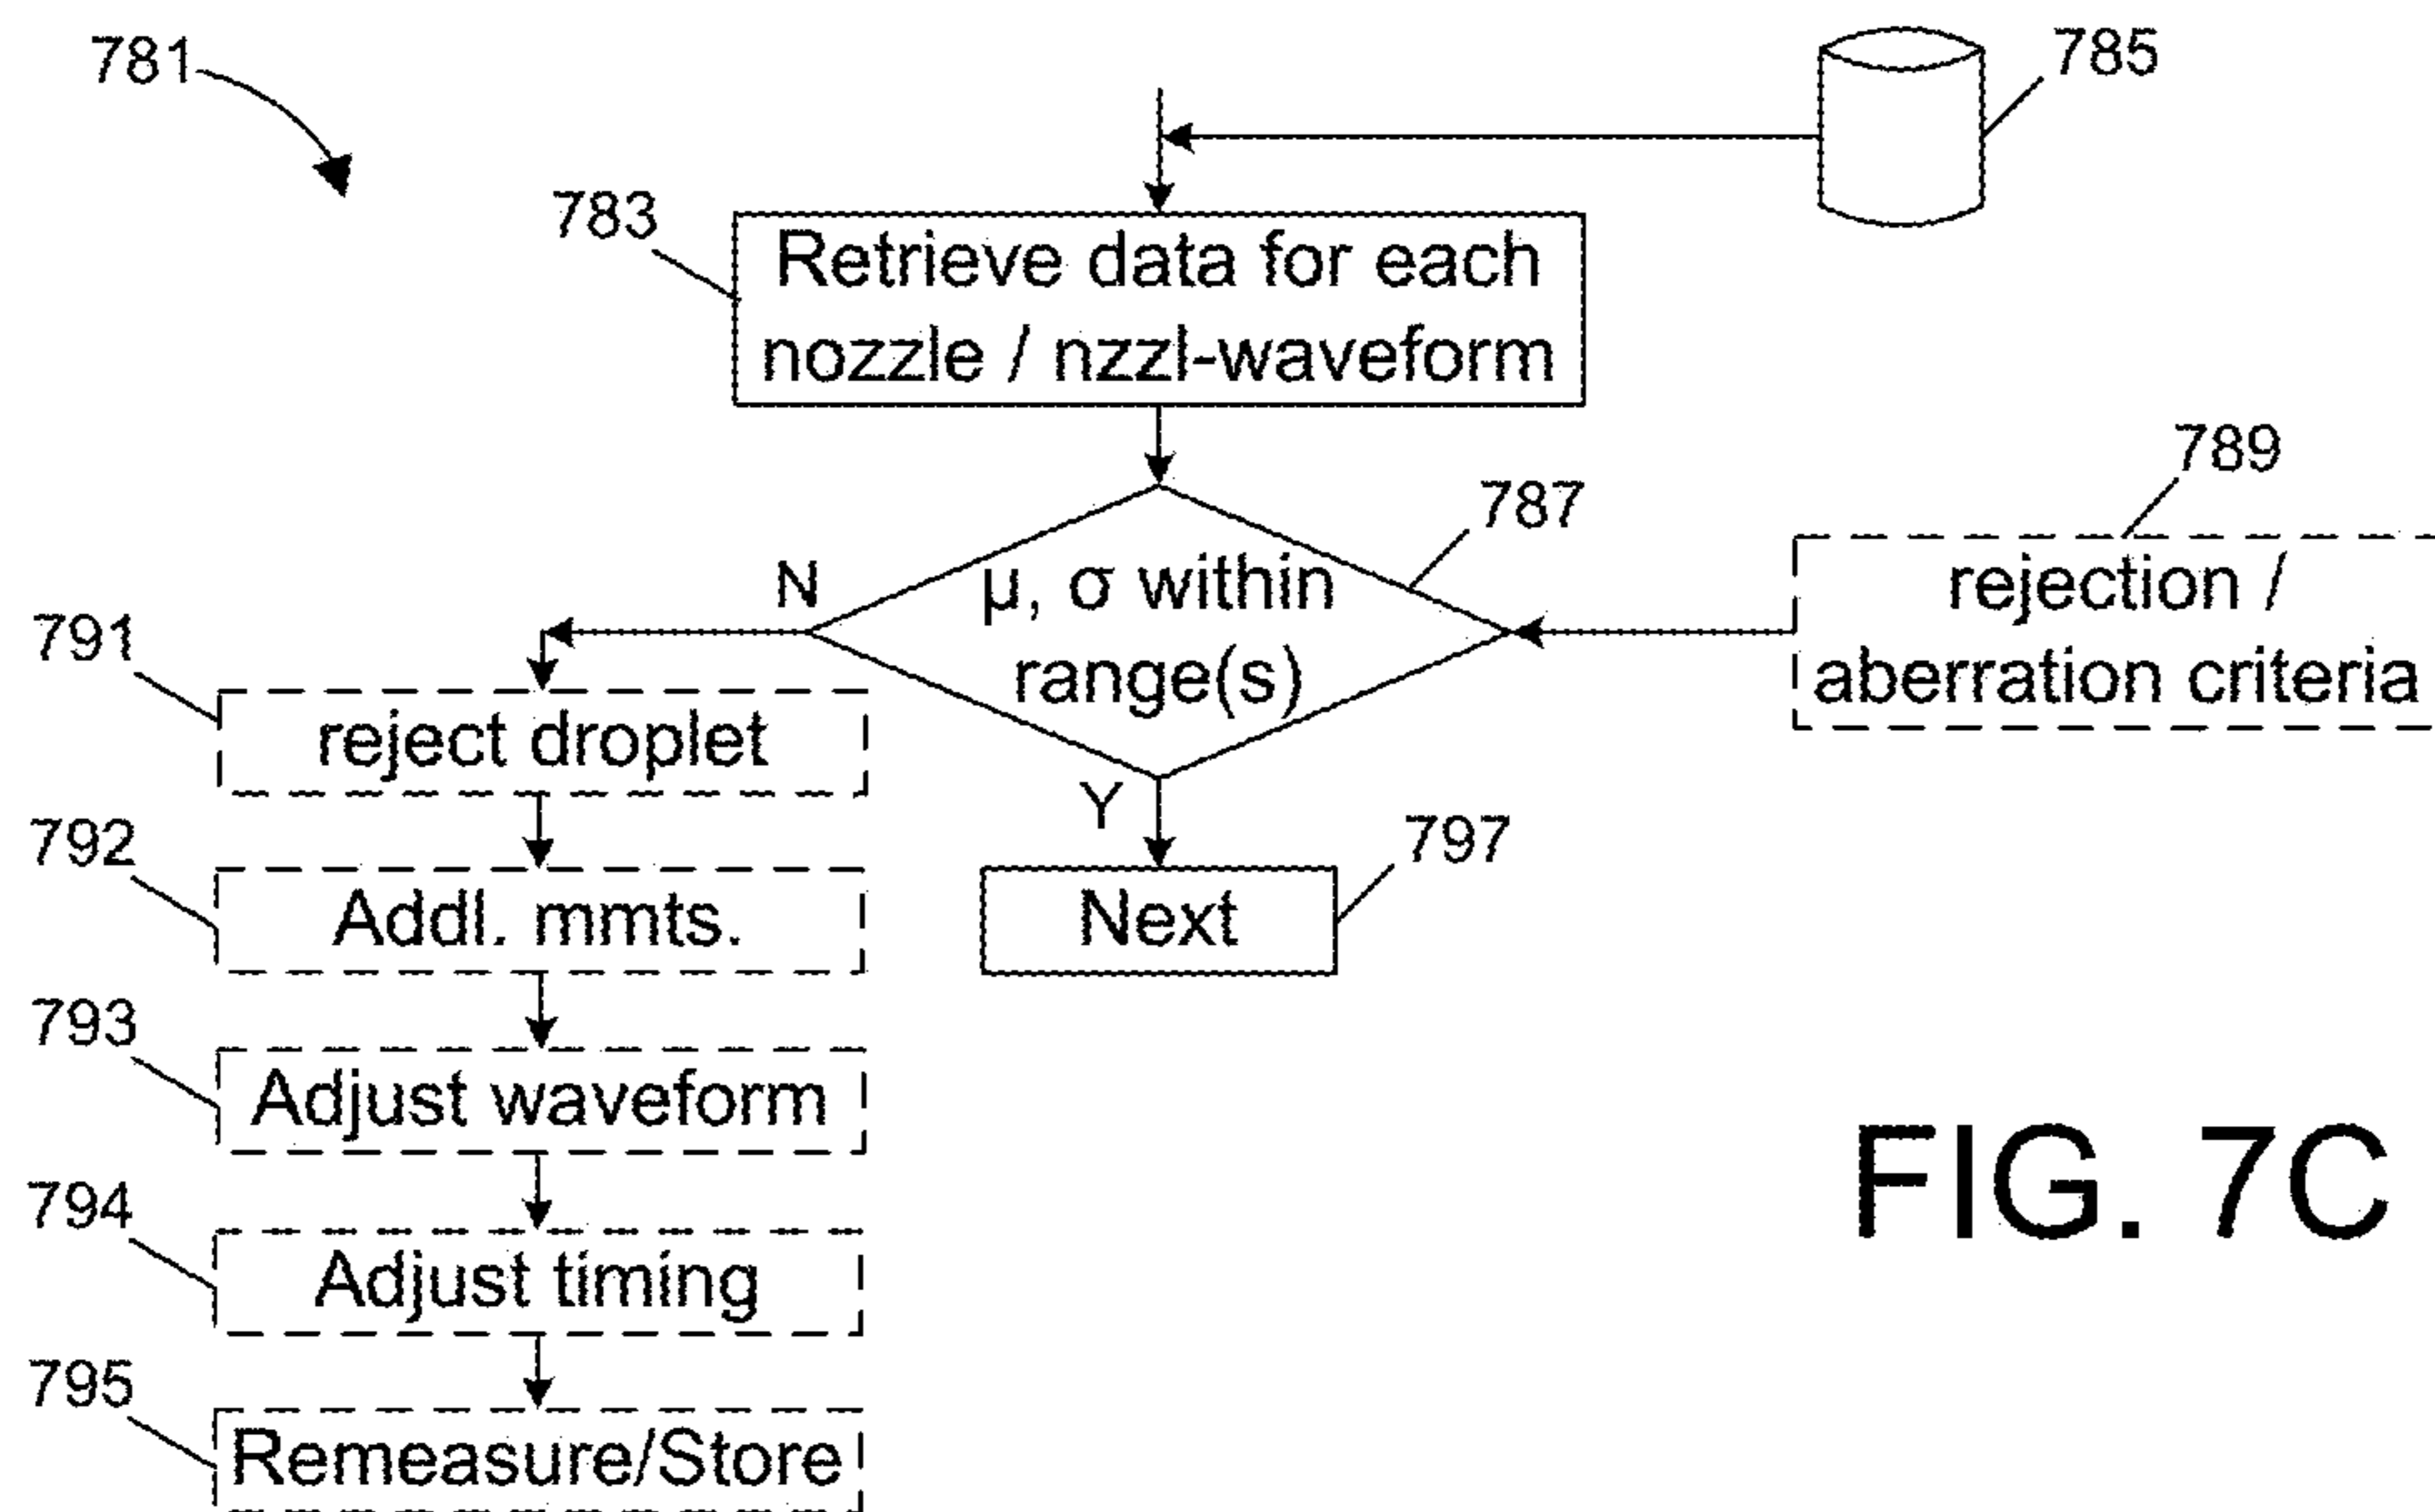 781
785
783
Retrieve data for each
nozzle / nzzl-waveform
789
787
N
μ, σ within
range(s)
rejection /
aberration criteria
791
reject droplet
Y
792
Addl. mmts.
797
Next
793
Adjust waveform
794
Adjust timing
795
Remeasure/Store
FIG. 7C